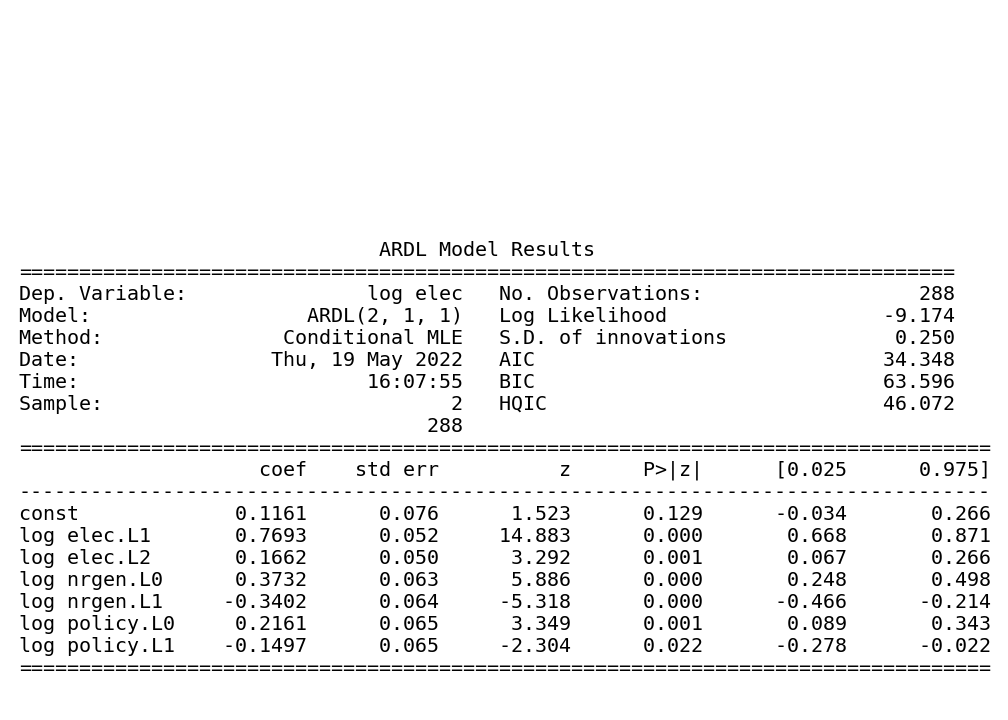 ARDL Model Results
==============================================================================
Dep. Variable:               log elec   No. Observations:                  288
Model:                  ARDL(2, 1, 1)   Log Likelihood                  -9.174
Method:               Conditional MLE   S.D. of innovations              0.250
Date:                Thu, 19 May 2022   AIC                             34.348
Time:                        16:07:55   BIC                             63.596
Sample:                             2   HQIC                            46.072
                                  288
=================================================================================
                    coef    std err          z      P>|z|      [0.025      0.975]
---------------------------------------------------------------------------------
const             0.1161      0.076      1.523      0.129      -0.034       0.266
log elec.L1       0.7693      0.052     14.883      0.000       0.668       0.871
log elec.L2       0.1662      0.050      3.292      0.001       0.067       0.266
log nrgen.L0      0.3732      0.063      5.886      0.000       0.248       0.498
log nrgen.L1     -0.3402      0.064     -5.318      0.000      -0.466      -0.214
log policy.L0     0.2161      0.065      3.349      0.001       0.089       0.343
log policy.L1    -0.1497      0.065     -2.304      0.022      -0.278      -0.022
=================================================================================